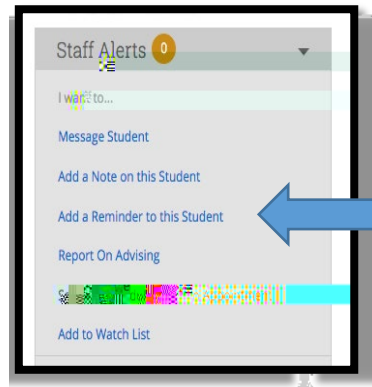 Staff Alerts 0
I want to...
Message Student
Add a Note on this Student
Add a Reminder to this Student
Report On Advising
Add to Watch List